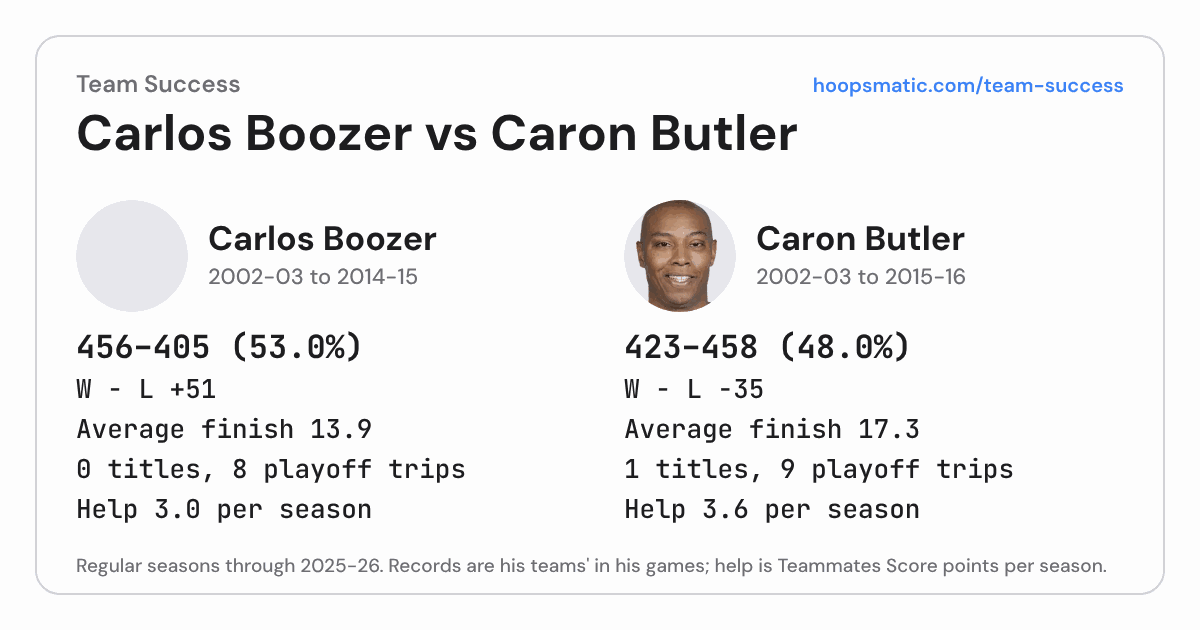 Team Success
hoopsmatic.com/team-success
Carlos Boozer vs Caron Butler
Carlos Boozer
2002-03 to 2014-15
456-405 (53.0%)
W - L +51
Average finish 13.9
0 titles, 8 playoff trips
Help 3.0 per season
Caron Butler
2002-03 to 2015-16
423-458 (48.0%)
W - L -35
Average finish 17.3
1 titles, 9 playoff trips
Help 3.6 per season
Regular seasons through 2025-26. Records are his teams' in his games; help is Teammates Score points per season.